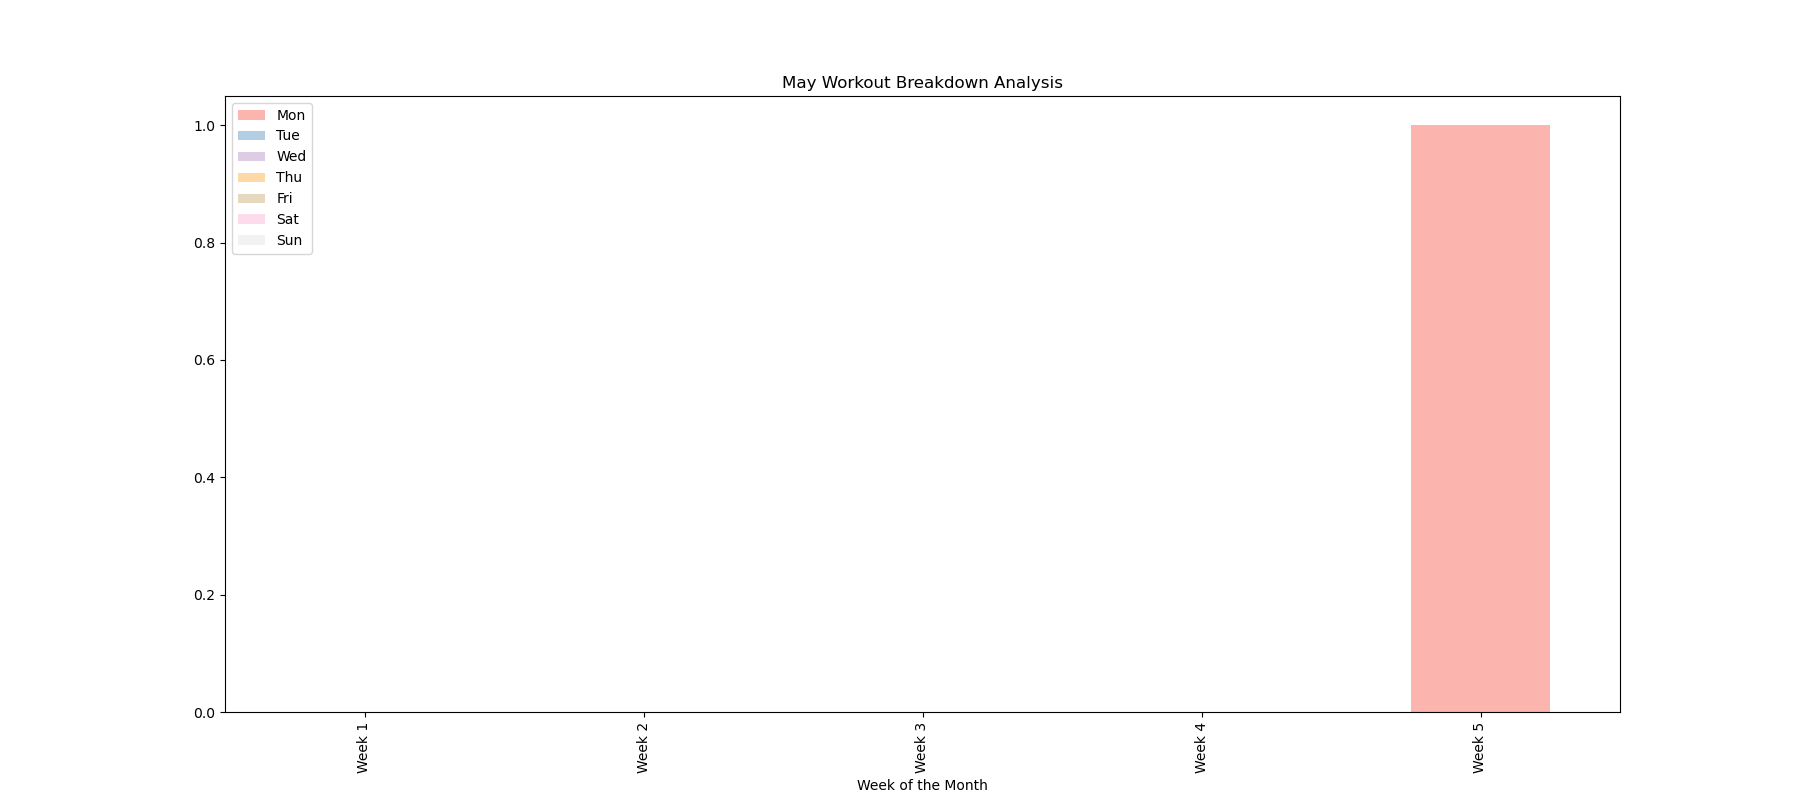 May Workout Breakdown Analysis
Mon
Tue
Wed
Thu
Fri
Sat
Sun
1.0
0.8
0.6
0.4
0.2
0.0
Week 1
Week 2
Week 3
Week 4
Week 5
Week of the Month